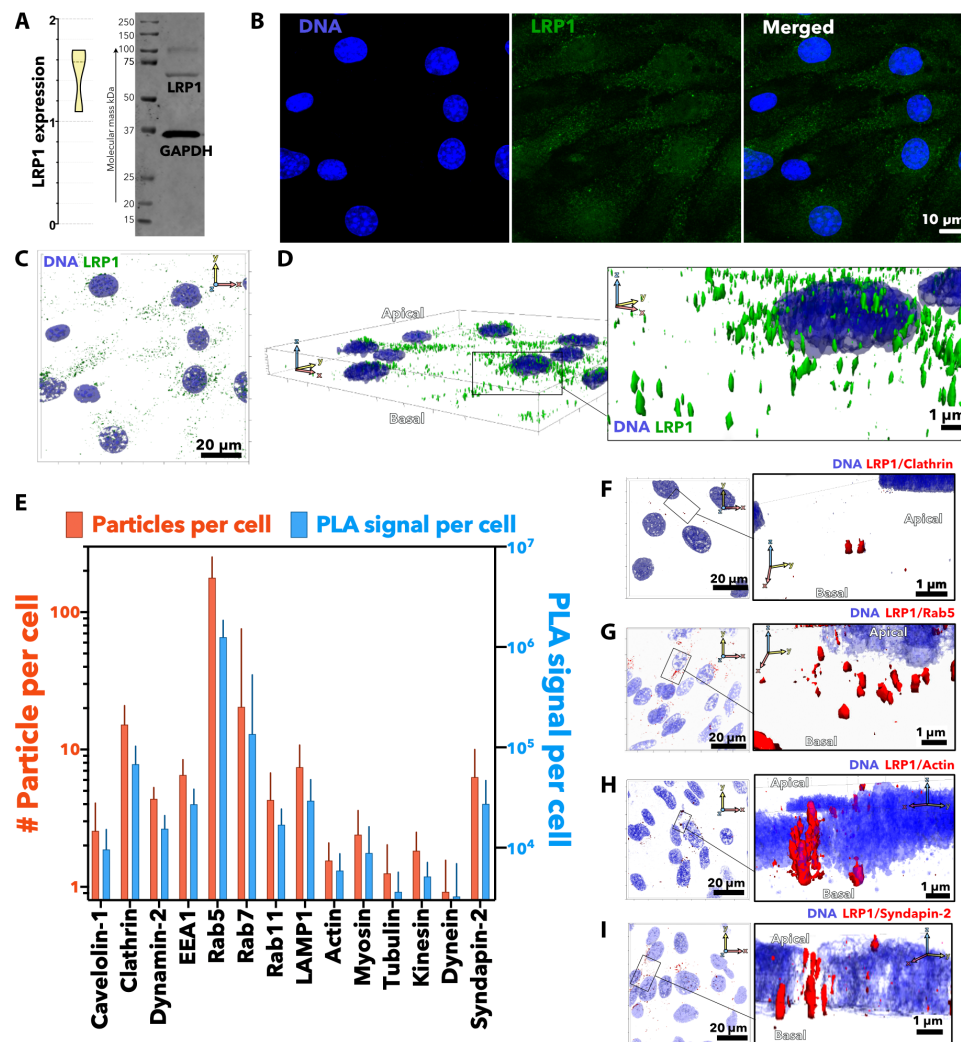 A
LRP1 expression
2
1
0
Molecular mass kDa
250
150
100
75
50
37
25
20
15
LRP1
GAPDH
B
DNA
LRP1
Merged
10 µm
C
DNA LRP1
y
x
z
20 µm
D
Apical
Basal
z
y
x
z
y
x
DNA LRP1
1 µm
E
Particles per cell
PLA signal per cell
# Particle per cell
100
10
1
PLA signal per cell
10⁷
10⁶
10⁵
10⁴
Cavelolin-1
Clathrin
Dynamin-2
EEA1
Rab5
Rab7
Rab11
LAMP1
Actin
Myosin
Tubulin
Kinesin
Dynein
Syndapin-2
DNA LRP1/Clathrin
F
y
x
20 µm
Apical
z
y
x
Basal
1 µm
DNA LRP1/Rab5
G
y
x
20 µm
Apical
z
y
x
Basal
1 µm
DNA LRP1/Actin
H
y
x
20 µm
Apical
z
Basal
1 µm
DNA LRP1/Syndapin-2
I
y
x
20 µm
Apical
z
Basal
1 µm